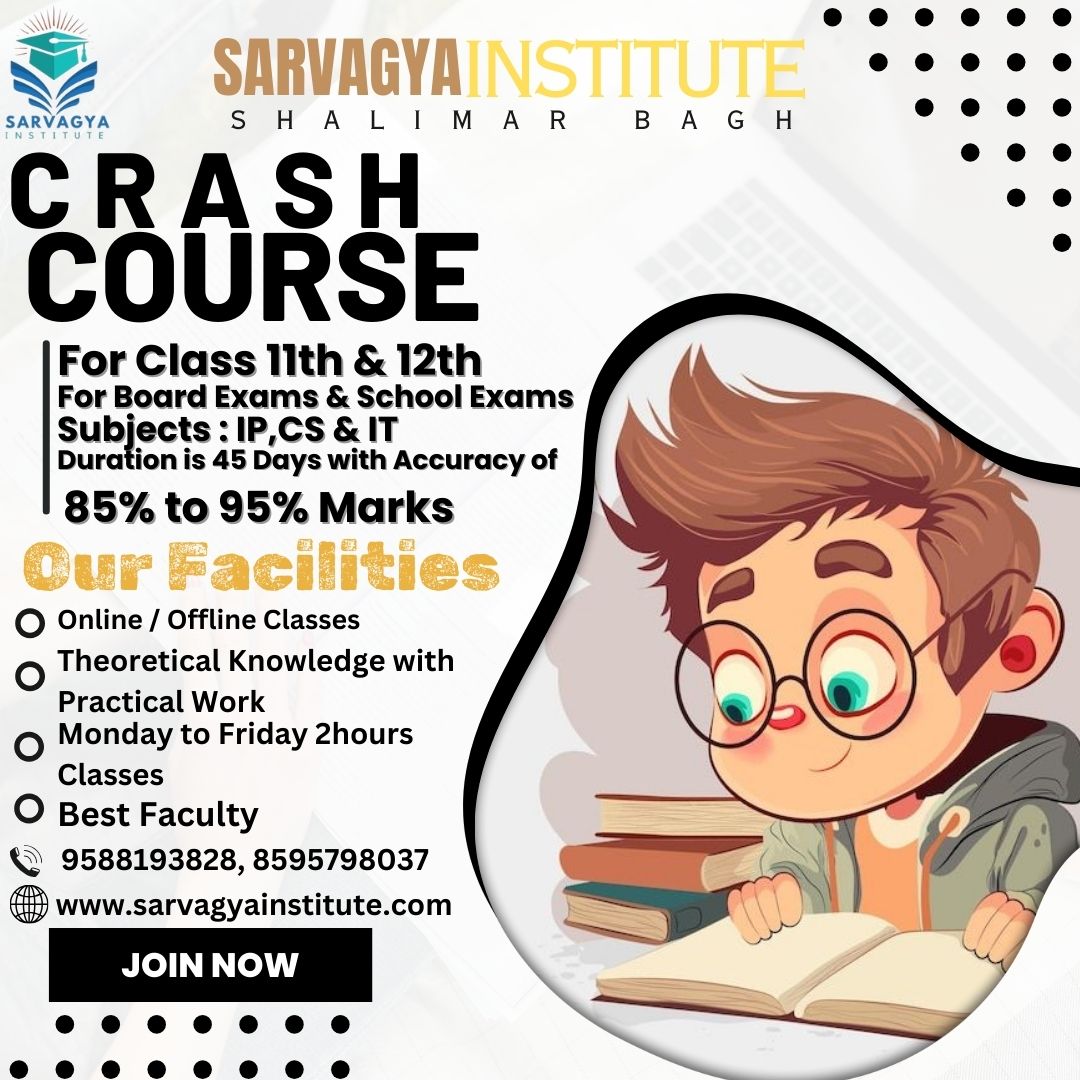 SARVAGYA
INSTITUTE
SARVAGYA INSTITUTE
SHALIMAR BAGH
CRASH
COURSE
For Class 11th & 12th
For Board Exams & School Exams
Subjects : IP,CS & IT
Duration is 45 Days with Accuracy of
85% to 95% Marks
Our Facilities
Online / Offline Classes
Theoretical Knowledge with
Practical Work
Monday to Friday 2hours
Classes
Best Faculty
9588193828, 8595798037
www.sarvagyainstitute.com
JOIN NOW